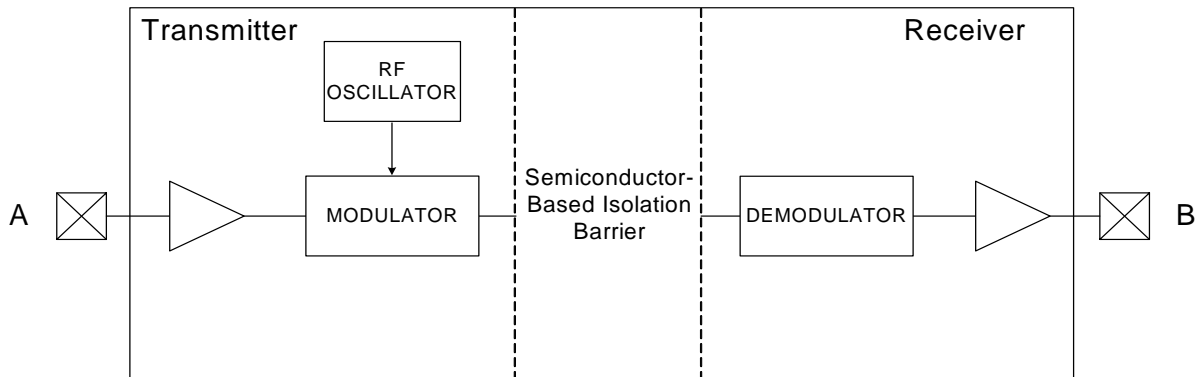 Transmitter
Receiver
RF
OSCILLATOR
Semiconductor-
Based Isolation
Barrier
A
MODULATOR
DEMODULATOR
B